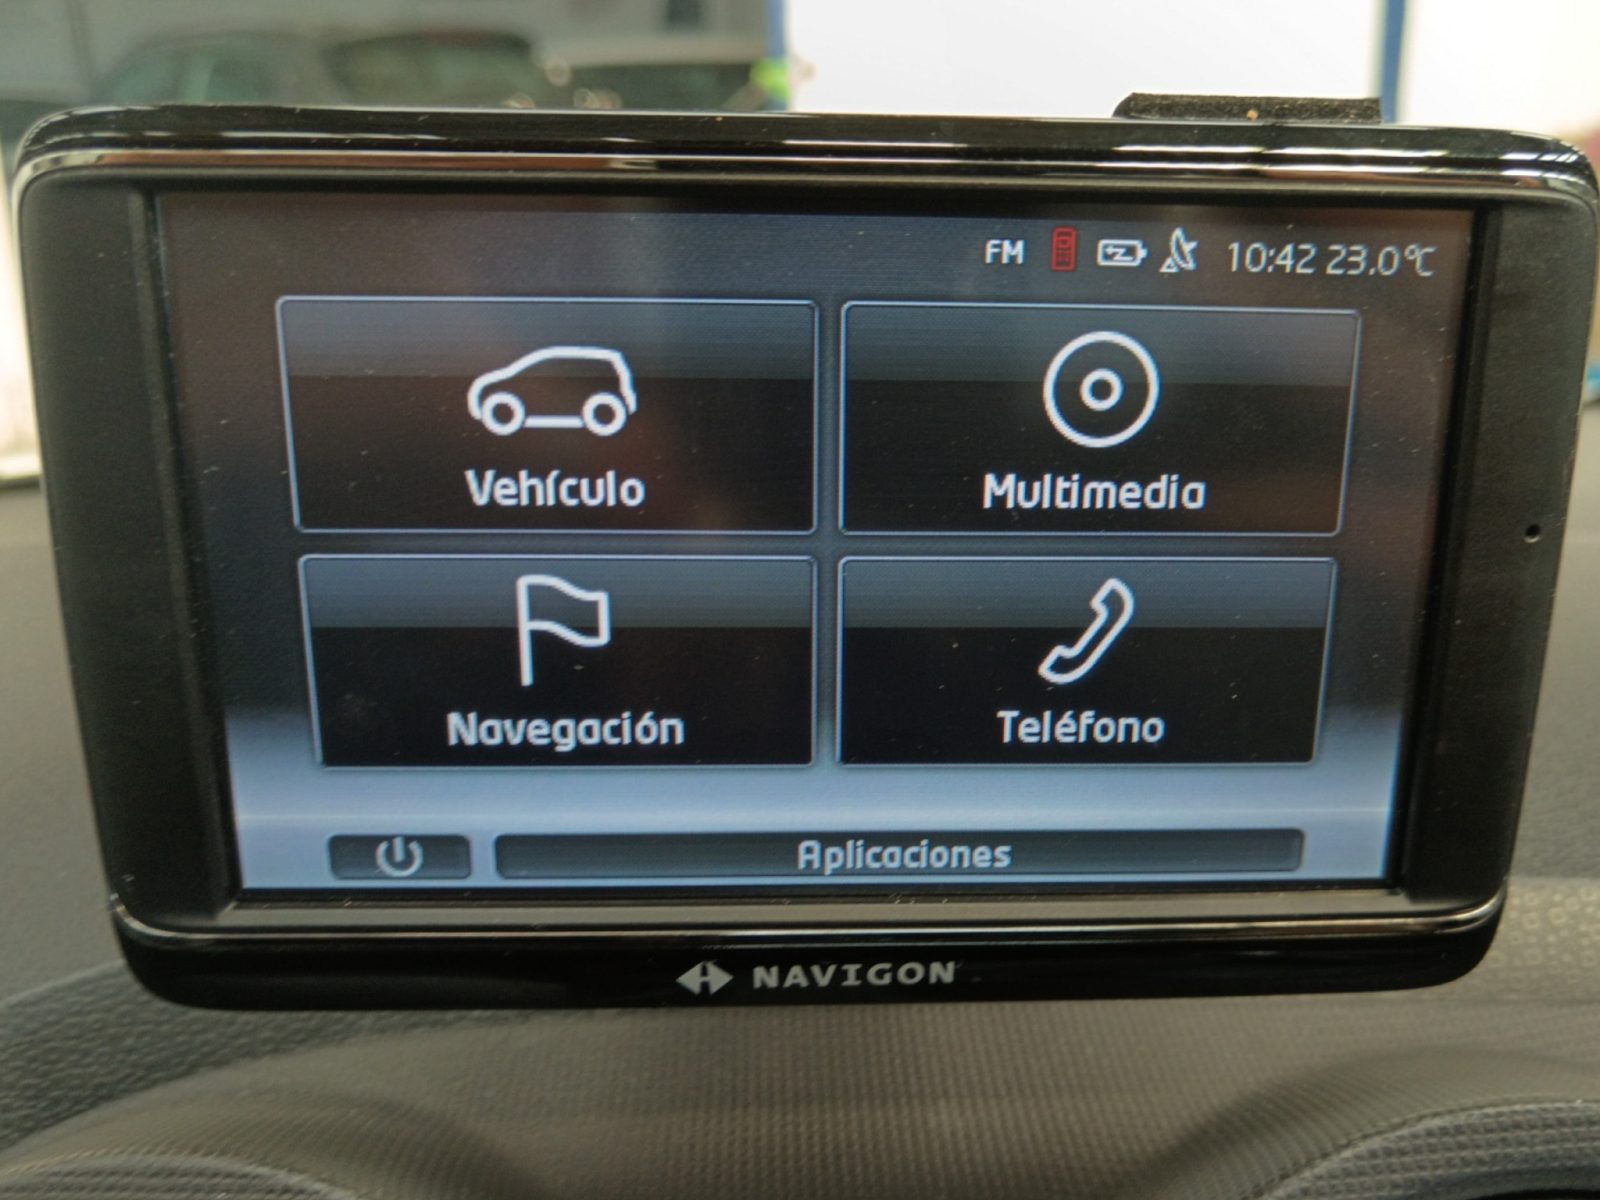 FM 10:42 23.0°C
Vehículo
Multimedia
Navegación
Teléfono
Aplicaciones
NAVIGON